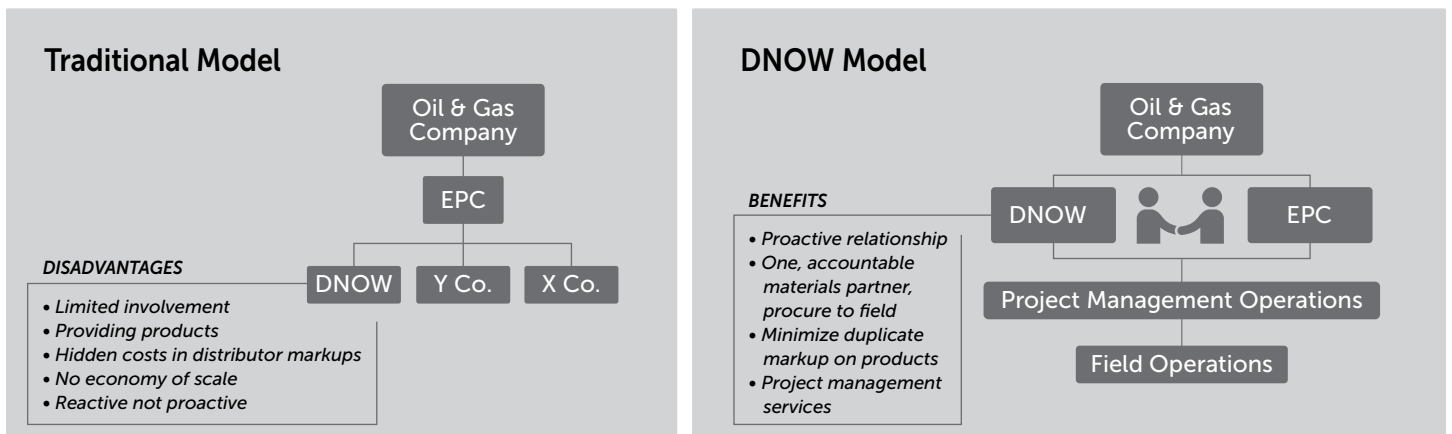 Traditional Model
Oil & Gas
Company
EPC
DISADVANTAGES
DNOW
Y Co.
X Co.
• Limited involvement
• Providing products
• Hidden costs in distributor markups
• No economy of scale
• Reactive not proactive
DNOW Model
Oil & Gas
Company
BENEFITS
DNOW
EPC
• Proactive relationship
• One, accountable
materials partner,
procure to field
• Minimize duplicate
markup on products
• Project management
services
Project Management Operations
Field Operations